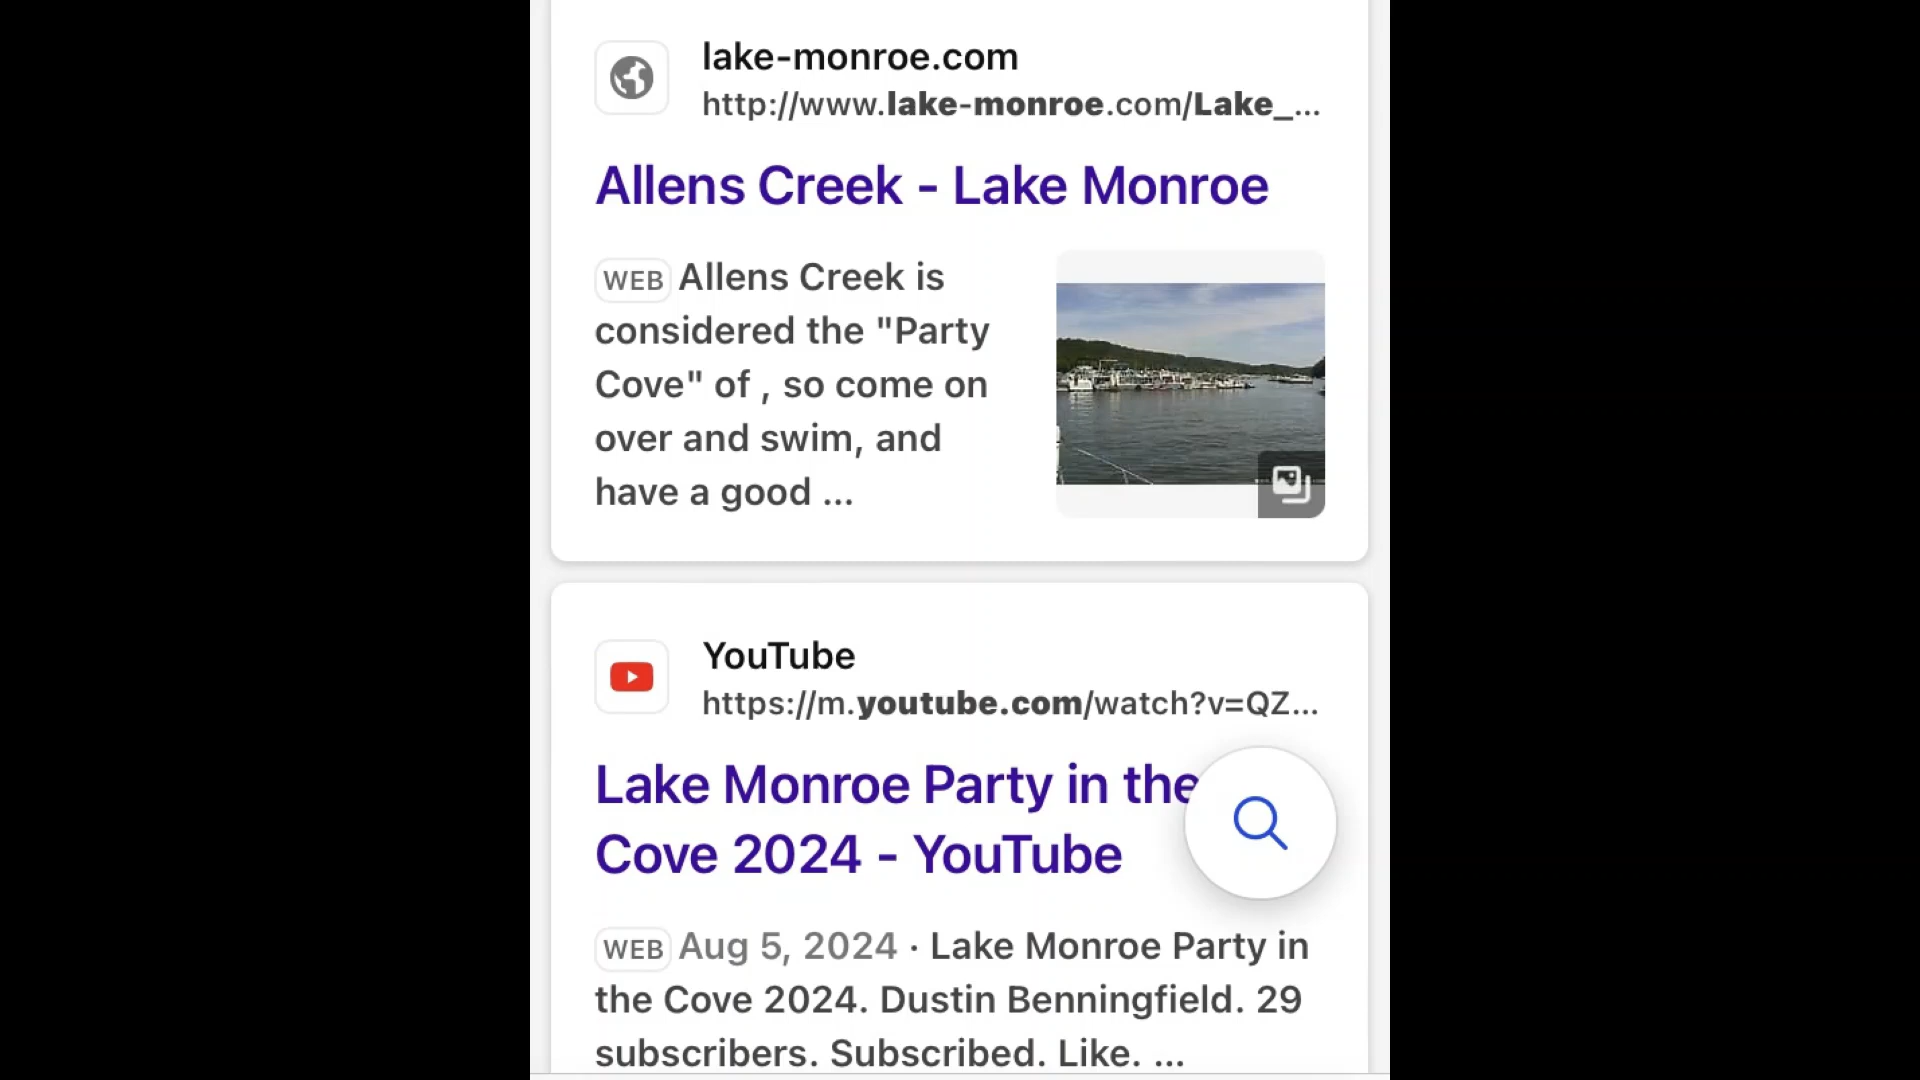 lake-monroe.com
http://www.lake-monroe.com/Lake_...
Allens Creek - Lake Monroe
WEB Allens Creek is
considered the "Party
Cove" of , so come on
over and swim, and
have a good ...
YouTube
https://m.youtube.com/watch?v=QZ...
Lake Monroe Party in the
Cove 2024 - YouTube
WEB Aug 5, 2024 · Lake Monroe Party in
the Cove 2024. Dustin Benningfield. 29
subscribers. Subscribed. Like. ...